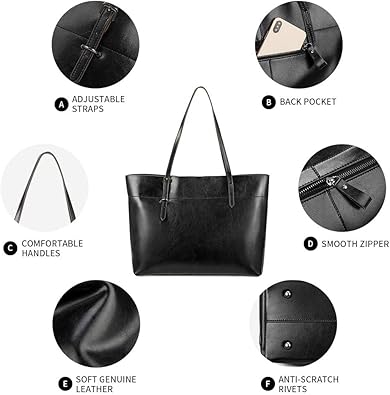 A ADJUSTABLE
STRAPS
B BACK POCKET
C COMFORTABLE
HANDLES
D SMOOTH ZIPPER
E SOFT GENUINE
LEATHER
F ANTI-SCRATCH
RIVETS